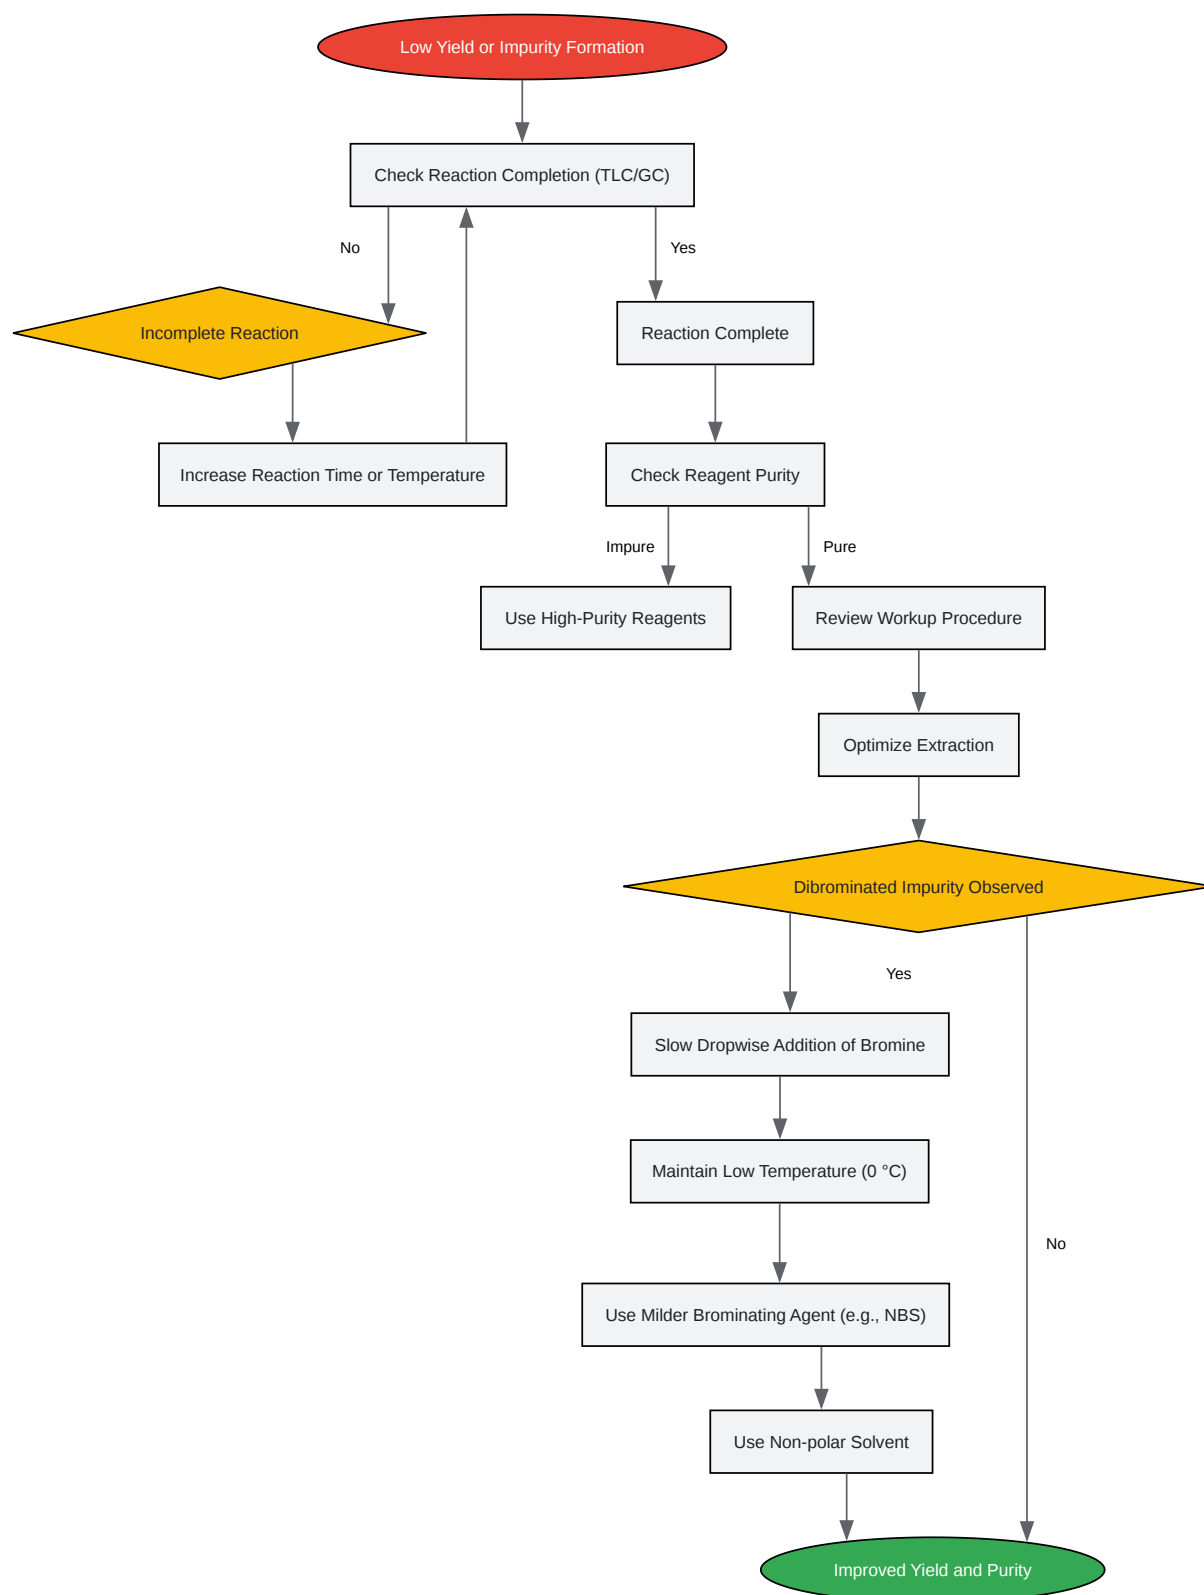 Low Yield or Impurity Formation
Check Reaction Completion (TLC/GC)
No
Yes
Incomplete Reaction
Reaction Complete
Increase Reaction Time or Temperature
Check Reagent Purity
Impure
Pure
Use High-Purity Reagents
Review Workup Procedure
Optimize Extraction
Dibrominated Impurity Observed
Yes
Slow Dropwise Addition of Bromine
Maintain Low Temperature (0 °C)
No
Use Milder Brominating Agent (e.g., NBS)
Use Non-polar Solvent
Improved Yield and Purity